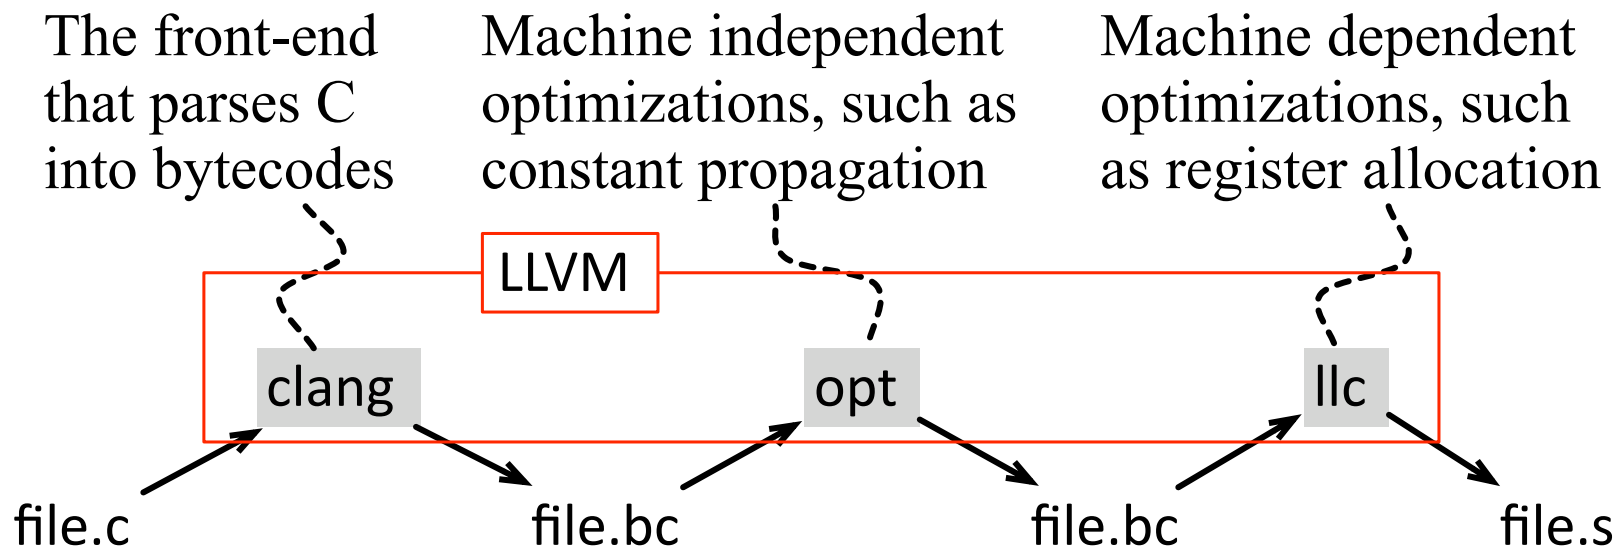 The front-end
that parses C
into bytecodes
Machine independent
optimizations, such as
constant propagation
Machine dependent
optimizations, such
as register allocation
LLVM
clang
opt
llc
file.c
file.bc
file.bc
file.s